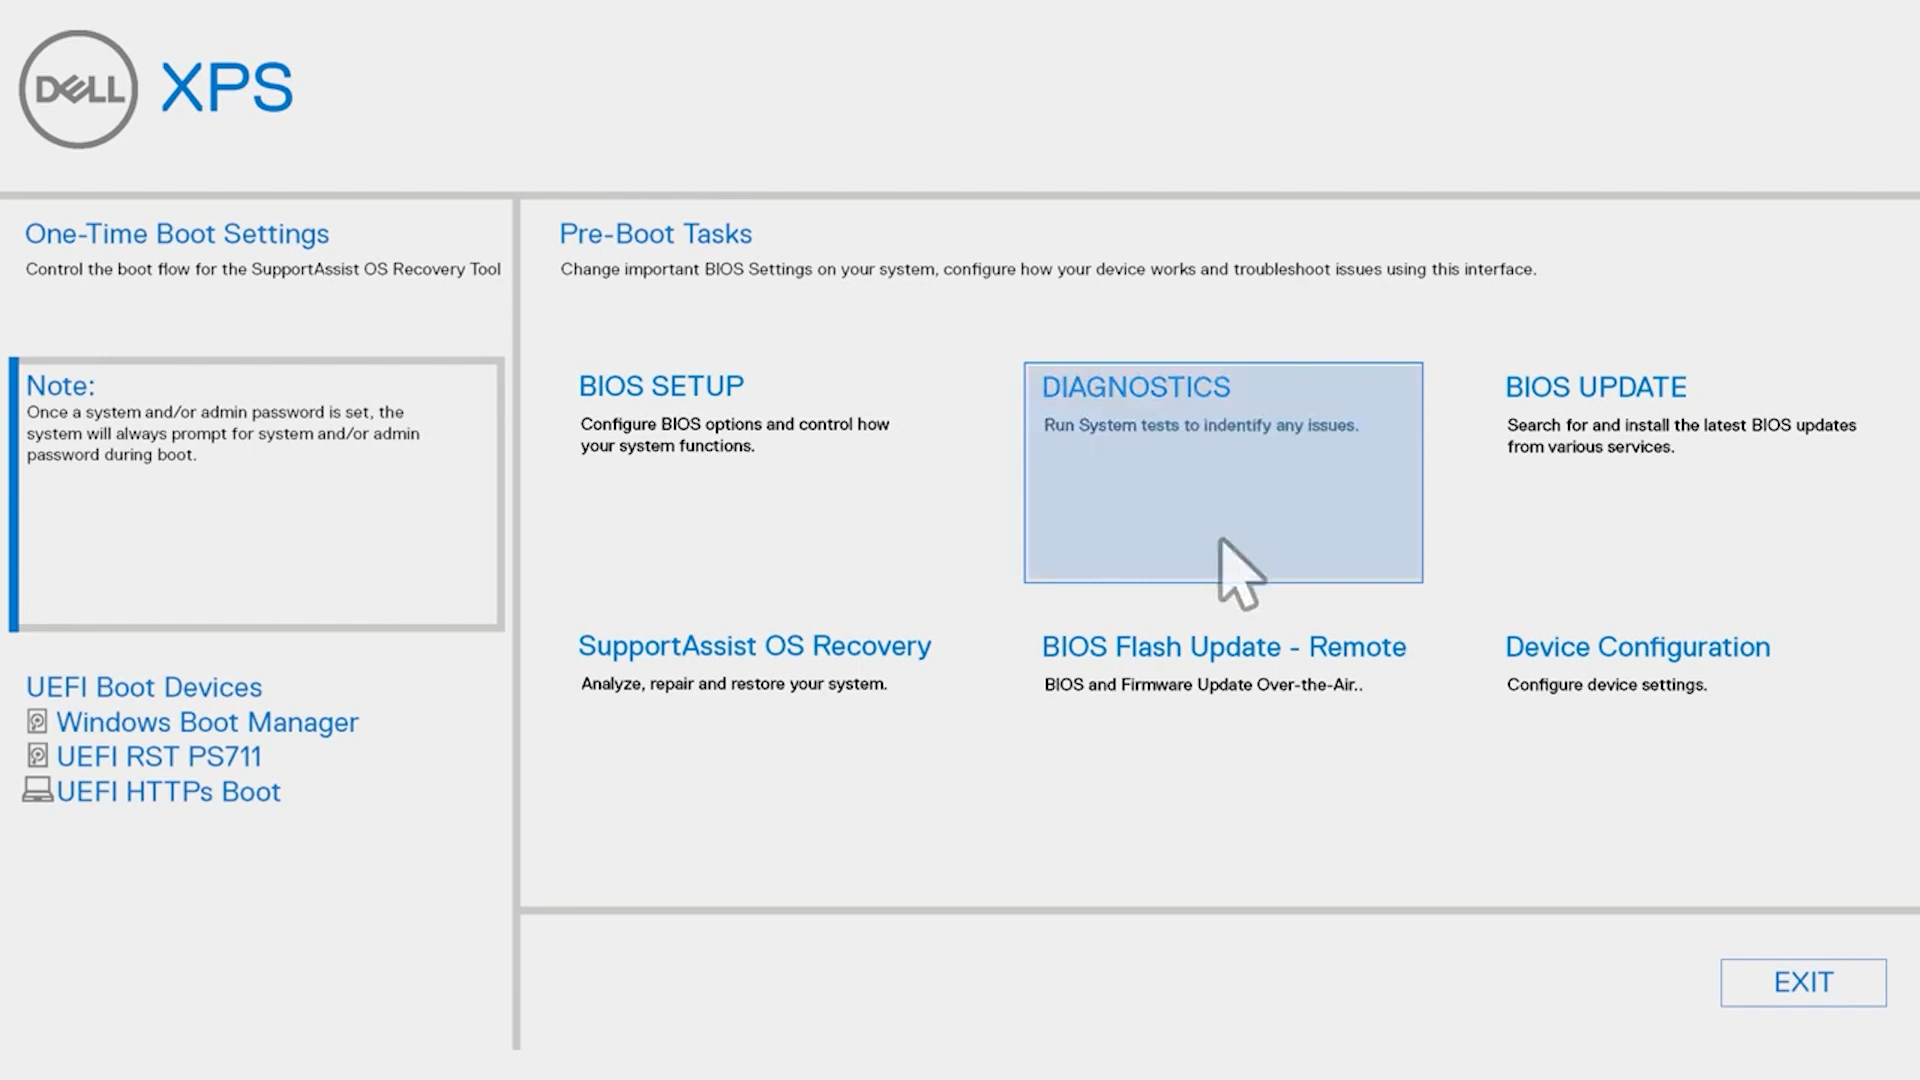 DELL XPS
One-Time Boot Settings
Control the boot flow for the SupportAssist OS Recovery Tool
Note:
Once a system and/or admin password is set, the
system will always prompt for system and/or admin
password during boot.
UEFI Boot Devices
Windows Boot Manager
UEFI RST PS711
UEFI HTTPs Boot
Pre-Boot Tasks
Change important BIOS Settings on your system, configure how your device works and troubleshoot issues using this interface.
BIOS SETUP
Configure BIOS options and control how
your system functions.
DIAGNOSTICS
Run System tests to indentify any issues.
BIOS UPDATE
Search for and install the latest BIOS updates
from various services.
SupportAssist OS Recovery
Analyze, repair and restore your system.
BIOS Flash Update - Remote
BIOS and Firmware Update Over-the-Air..
Device Configuration
Configure device settings.
EXIT